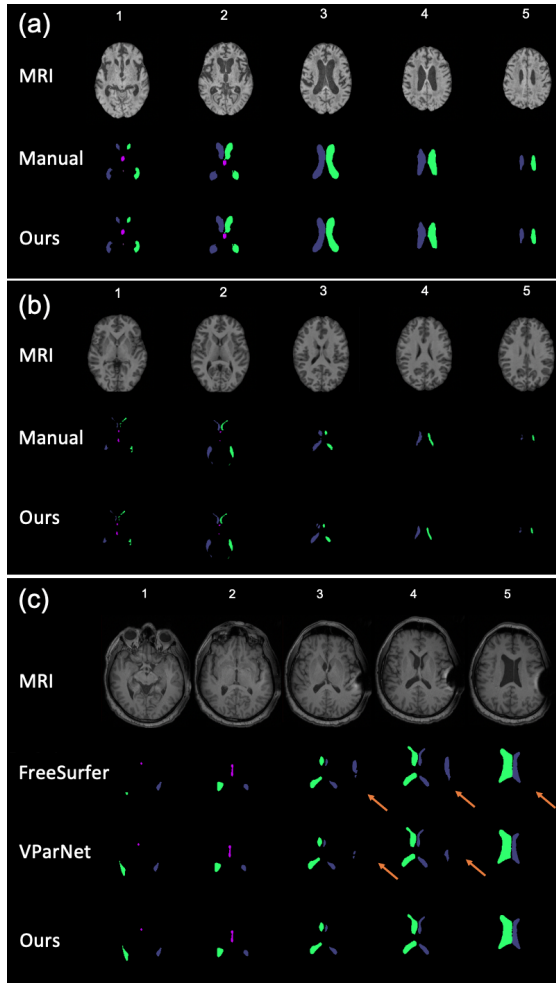 (a)
1 2 3 4 5
MRI
Manual
Ours
(b)
1 2 3 4 5
MRI
Manual
Ours
(c)
1 2 3 4 5
MRI
FreeSurfer
VParNet
Ours